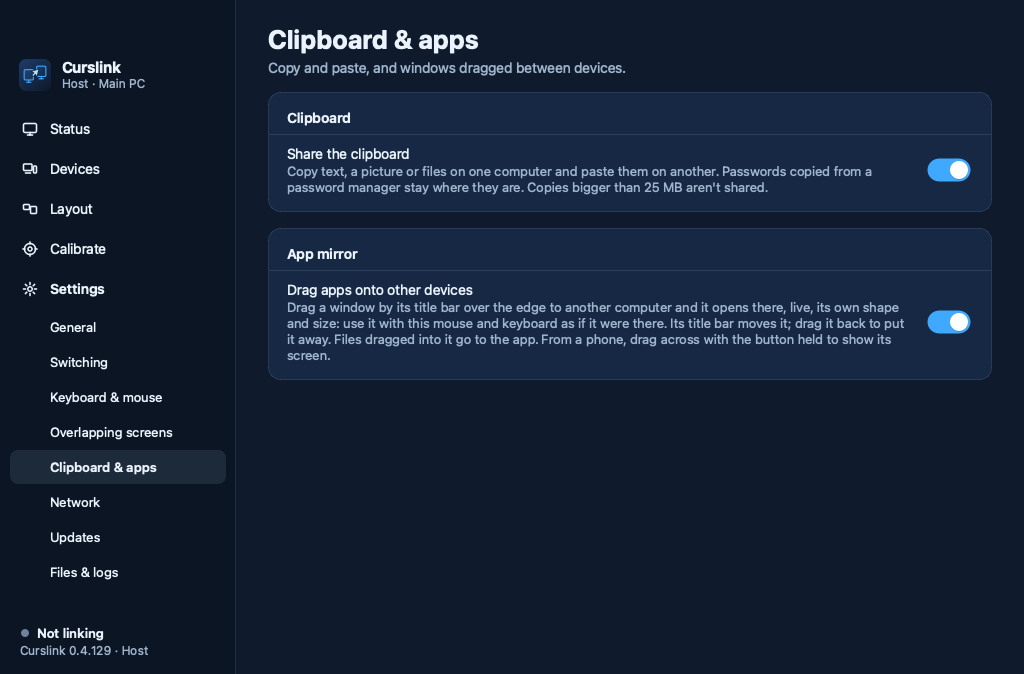 Curslink
Host · Main PC
Status
Devices
Layout
Calibrate
Settings
General
Switching
Keyboard & mouse
Overlapping screens
Clipboard & apps
Network
Updates
Files & logs
Not linking
Curslink 0.4.129 · Host
Clipboard & apps
Copy and paste, and windows dragged between devices.
Clipboard
Share the clipboard
Copy text, a picture or files on one computer and paste them on another. Passwords copied from a
password manager stay where they are. Copies bigger than 25 MB aren't shared.
App mirror
Drag apps onto other devices
Drag a window by its title bar over the edge to another computer and it opens there, live, its own shape
and size: use it with this mouse and keyboard as if it were there. Its title bar moves it; drag it back to put
it away. Files dragged into it go to the app. From a phone, drag across with the button held to show its
screen.